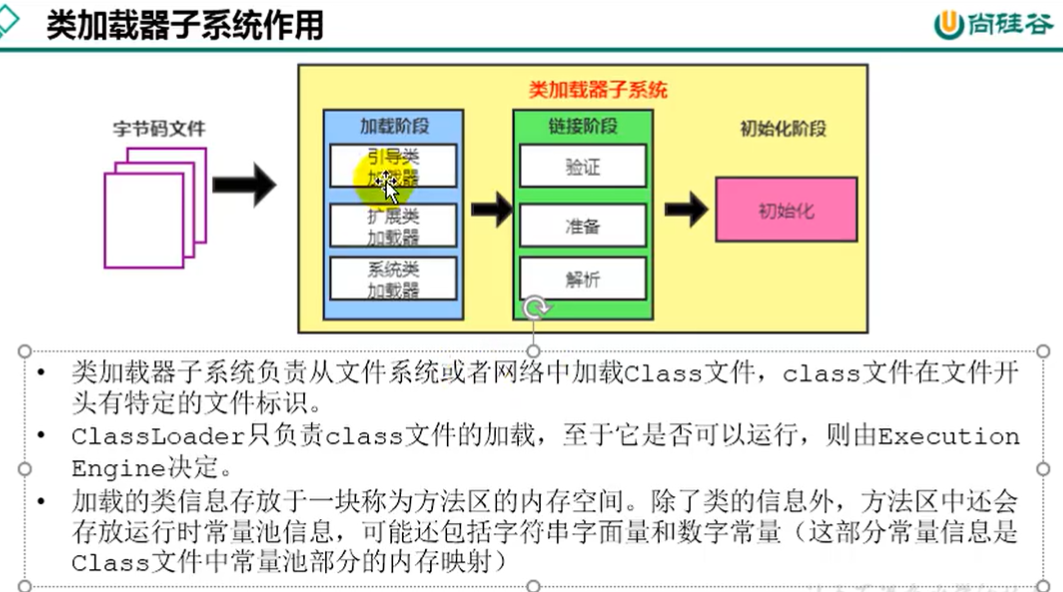 类加载器子系统作用
尚硅谷
类加载器子系统
字节码文件
加载阶段
引导类
加载器
扩展类
加载器
系统类
加载器
链接阶段
验证
准备
解析
初始化阶段
初始化
• 类加载器子系统负责从文件系统或者网络中加载Class文件，class文件在文件开
头有特定的文件标识。
• ClassLoader只负责class文件的加载，至于它是否可以运行，则由Execution
Engine决定。
• 加载的类信息存放于一块称为方法区的内存空间。除了类的信息外，方法区中还会
存放运行时常量池信息，可能还包括字符串字面量和数字常量（这部分常量信息是
Class文件中常量池部分的内存映射）